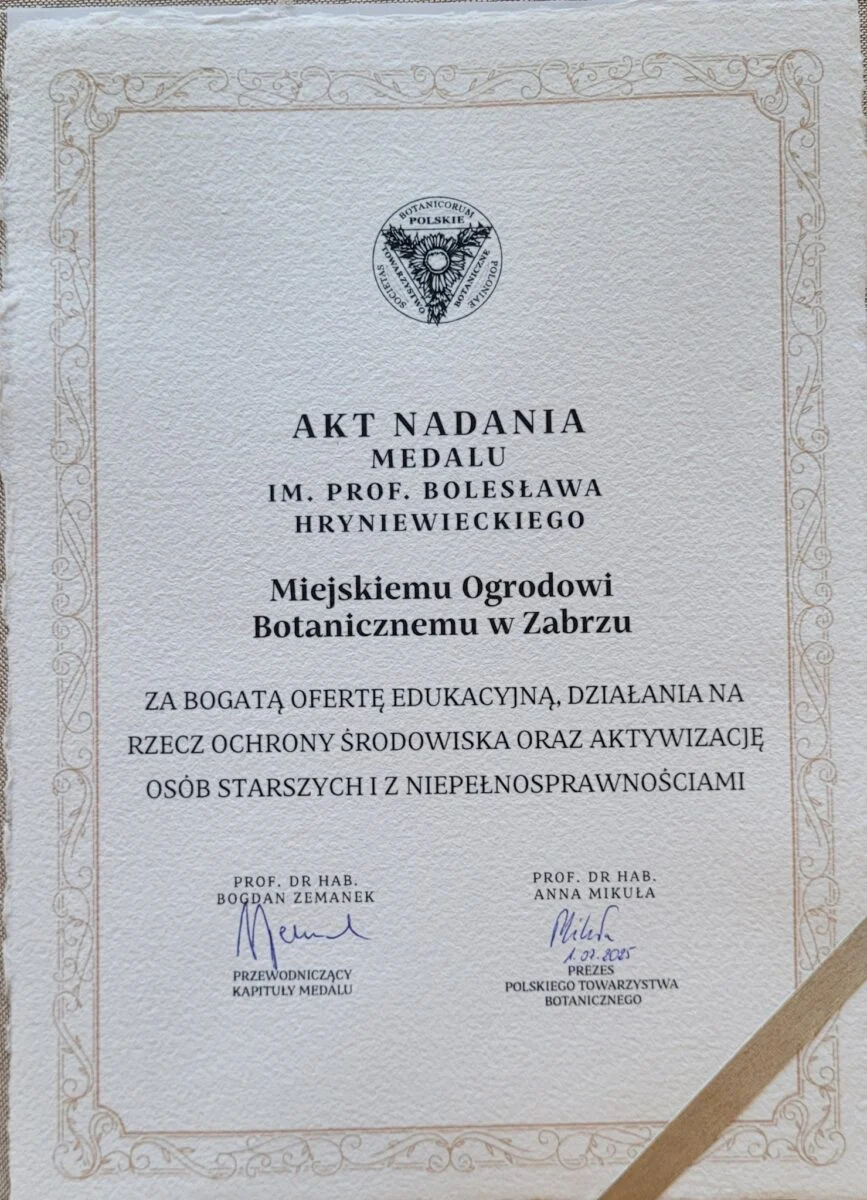 SOCIETAS BOTANICORUM POLONIAE
POLSKIE
TOWARZYSTWO
BOTANICZNE
AKT NADANIA
MEDALU
IM. PROF. BOLESŁAWA
HRYNIEWIECKIEGO
Miejskiemu Ogrodowi
Botanicznemu w Zabrzu
ZA BOGATĄ OFERTĘ EDUKACYJNĄ, DZIAŁANIA NA
RZECZ OCHRONY ŚRODOWISKA ORAZ AKTYWIZACJĘ
OSÓB STARSZYCH I Z NIEPEŁNOSPRAWNOŚCIAMI
PROF. DR HAB.
BOGDAN ZEMANEK
PRZEWODNICZĄCY
KAPITUŁY MEDALU
PROF. DR HAB.
ANNA MIKUŁA
1.07.2025
PREZES
POLSKIEGO TOWARZYSTWA
BOTANICZNEGO